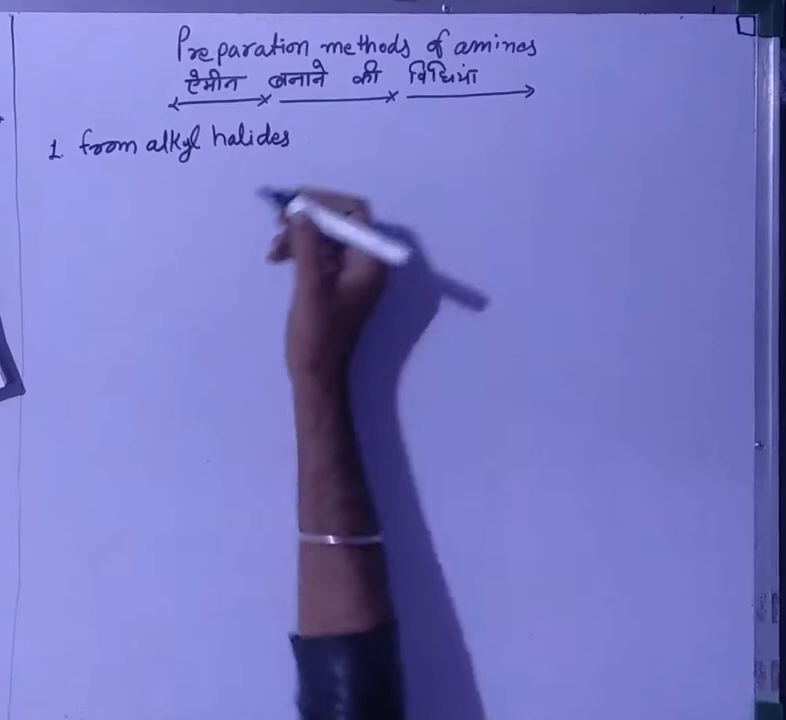 Preparation methods of amines
ऐमीन बनाने की विधियां
1. from alkyl halides